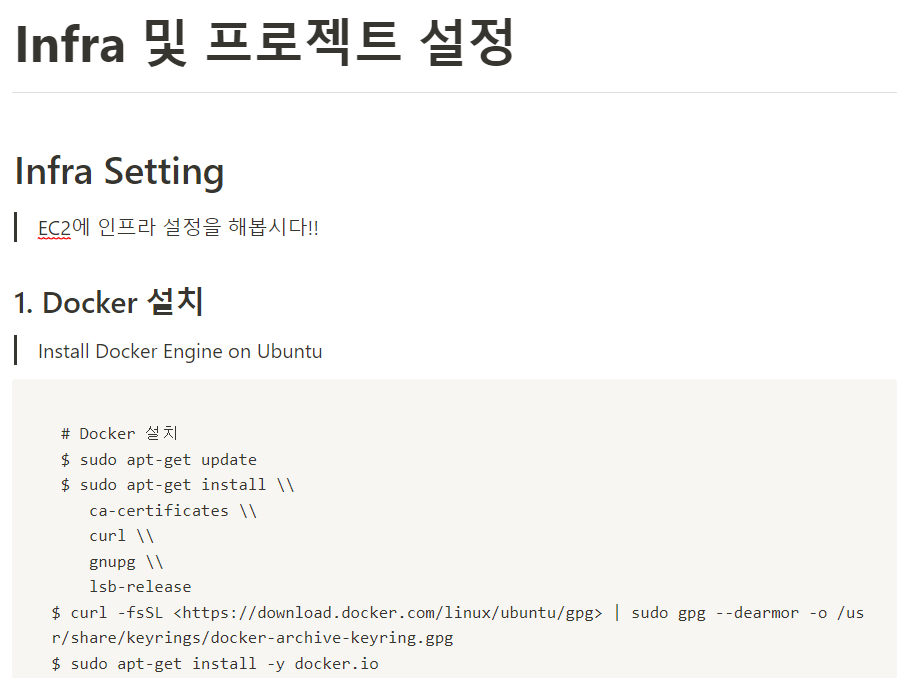 Infra 및 프로젝트 설정
Infra Setting
EC2에 인프라 설정을 해봅시다!!
1. Docker 설치
Install Docker Engine on Ubuntu
# Docker 설치
$ sudo apt-get update
$ sudo apt-get install \\
ca-certificates \\
curl \\
gnupg \\
lsb-release
$ curl -fsSL <https://download.docker.com/linux/ubuntu/gpg> | sudo gpg --dearmor -o /us
r/share/keyrings/docker-archive-keyring.gpg
$ sudo apt-get install -y docker.io